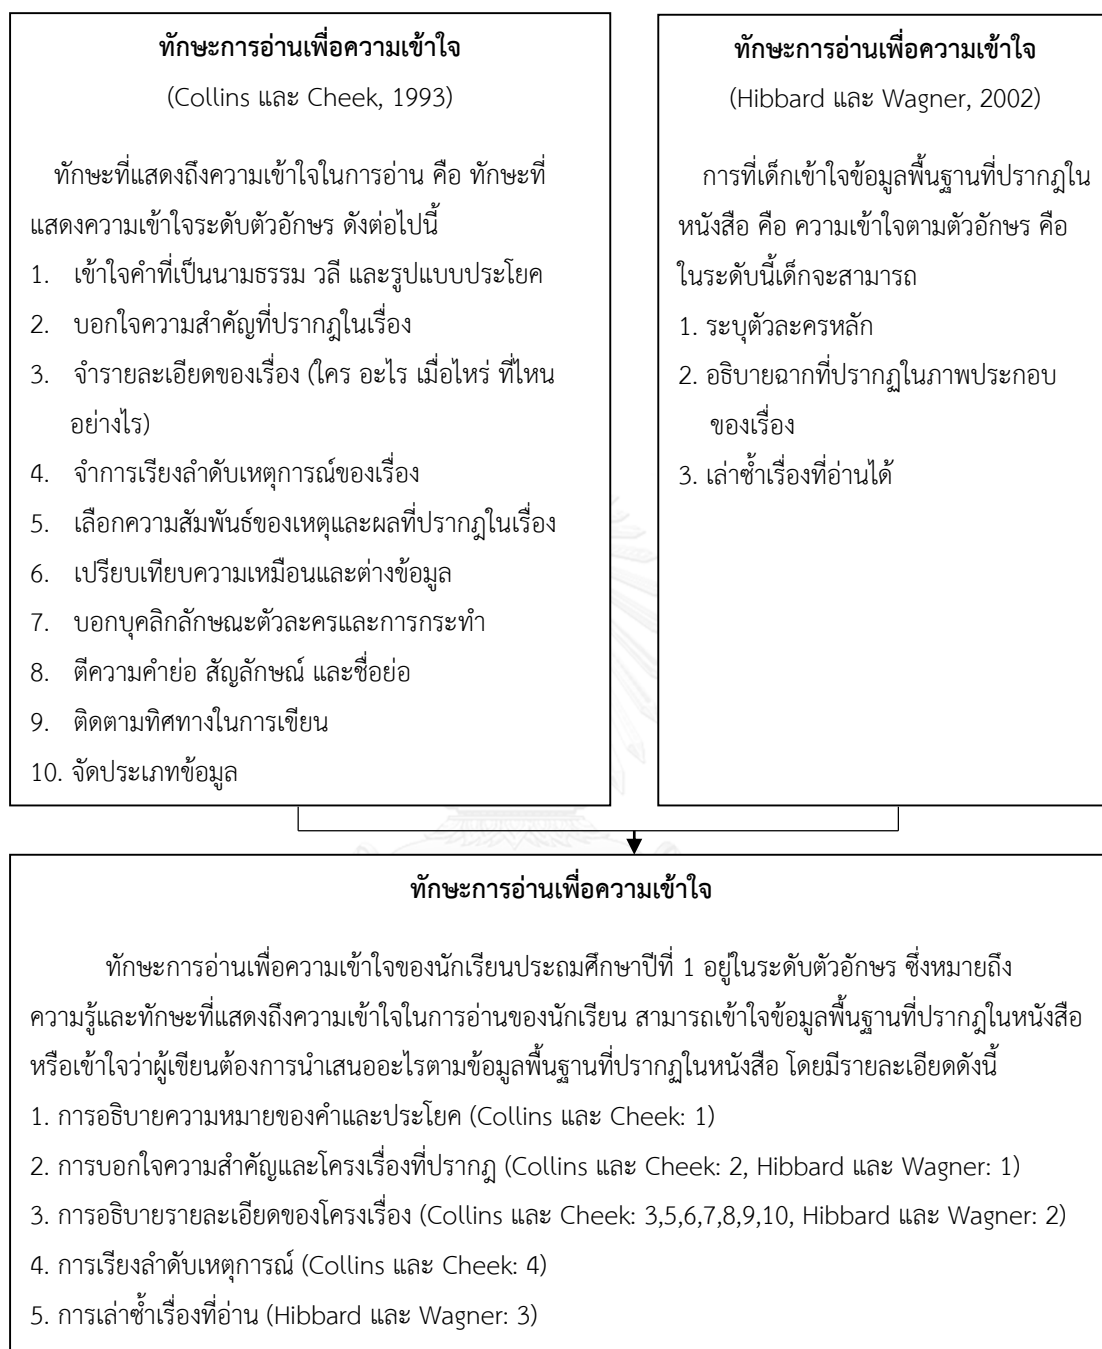 ทักษะการอ่านเพื่อความเข้าใจ
(Collins และ Cheek, 1993)
ทักษะที่แสดงถึงความเข้าใจในการอ่าน คือ ทักษะที่
แสดงความเข้าใจระดับตัวอักษร ดังต่อไปนี้
1. เข้าใจคำที่เป็นนามธรรม วลี และรูปแบบประโยค
2. บอกใจความสำคัญที่ปรากฏในเรื่อง
3. จำรายละเอียดของเรื่อง (ใคร อะไร เมื่อไหร่ ที่ไหน
อย่างไร)
4. จำการเรียงลำดับเหตุการณ์ของเรื่อง
5. เลือกความสัมพันธ์ของเหตุและผลที่ปรากฏในเรื่อง
6. เปรียบเทียบความเหมือนและต่างข้อมูล
7. บอกบุคลิกลักษณะตัวละครและการกระทำ
8. ตีความคำย่อ สัญลักษณ์ และชื่อย่อ
9. ติดตามทิศทางในการเขียน
10. จัดประเภทข้อมูล
ทักษะการอ่านเพื่อความเข้าใจ
(Hibbard และ Wagner, 2002)
การที่เด็กเข้าใจข้อมูลพื้นฐานที่ปรากฏใน
หนังสือ คือ ความเข้าใจตามตัวอักษร คือ
ในระดับนี้เด็กจะสามารถ
1. ระบุตัวละครหลัก
2. อธิบายฉากที่ปรากฏในภาพประกอบ
ของเรื่อง
3. เล่าซ้ำเรื่องที่อ่านได้
ทักษะการอ่านเพื่อความเข้าใจ
ทักษะการอ่านเพื่อความเข้าใจของนักเรียนประถมศึกษาปีที่ 1 อยู่ในระดับตัวอักษร ซึ่งหมายถึง
ความรู้และทักษะที่แสดงถึงความเข้าใจในการอ่านของนักเรียน สามารถเข้าใจข้อมูลพื้นฐานที่ปรากฏในหนังสือ
หรือเข้าใจว่าผู้เขียนต้องการนำเสนออะไรตามข้อมูลพื้นฐานที่ปรากฏในหนังสือ โดยมีรายละเอียดดังนี้
1. การอธิบายความหมายของคำและประโยค (Collins และ Cheek: 1)
2. การบอกใจความสำคัญและโครงเรื่องที่ปรากฏ (Collins และ Cheek: 2, Hibbard และ Wagner: 1)
3. การอธิบายรายละเอียดของโครงเรื่อง (Collins และ Cheek: 3,5,6,7,8,9,10, Hibbard และ Wagner: 2)
4. การเรียงลำดับเหตุการณ์ (Collins และ Cheek: 4)
5. การเล่าซ้ำเรื่องที่อ่าน (Hibbard และ Wagner: 3)